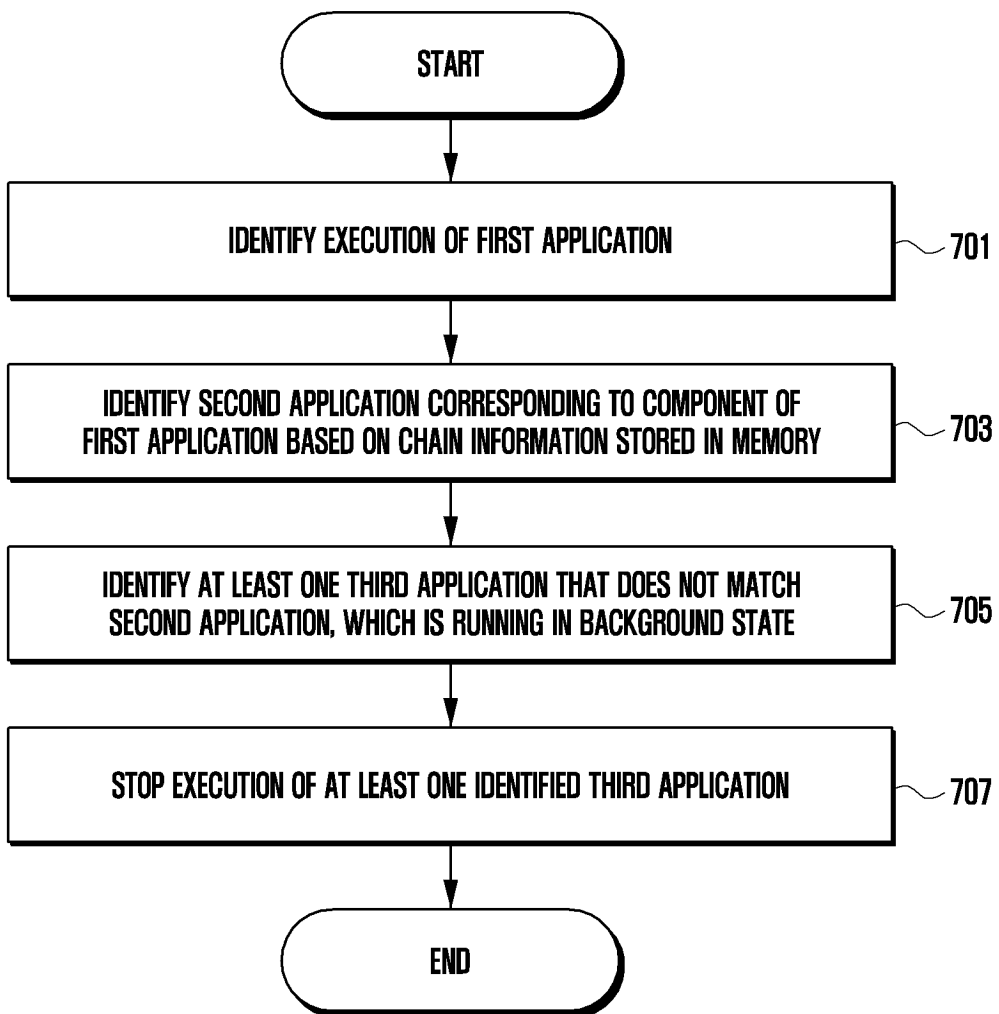 START
IDENTIFY EXECUTION OF FIRST APPLICATION
701
IDENTIFY SECOND APPLICATION CORRESPONDING TO COMPONENT OF
FIRST APPLICATION BASED ON CHAIN INFORMATION STORED IN MEMORY
703
IDENTIFY AT LEAST ONE THIRD APPLICATION THAT DOES NOT MATCH
SECOND APPLICATION, WHICH IS RUNNING IN BACKGROUND STATE
705
STOP EXECUTION OF AT LEAST ONE IDENTIFIED THIRD APPLICATION
707
END